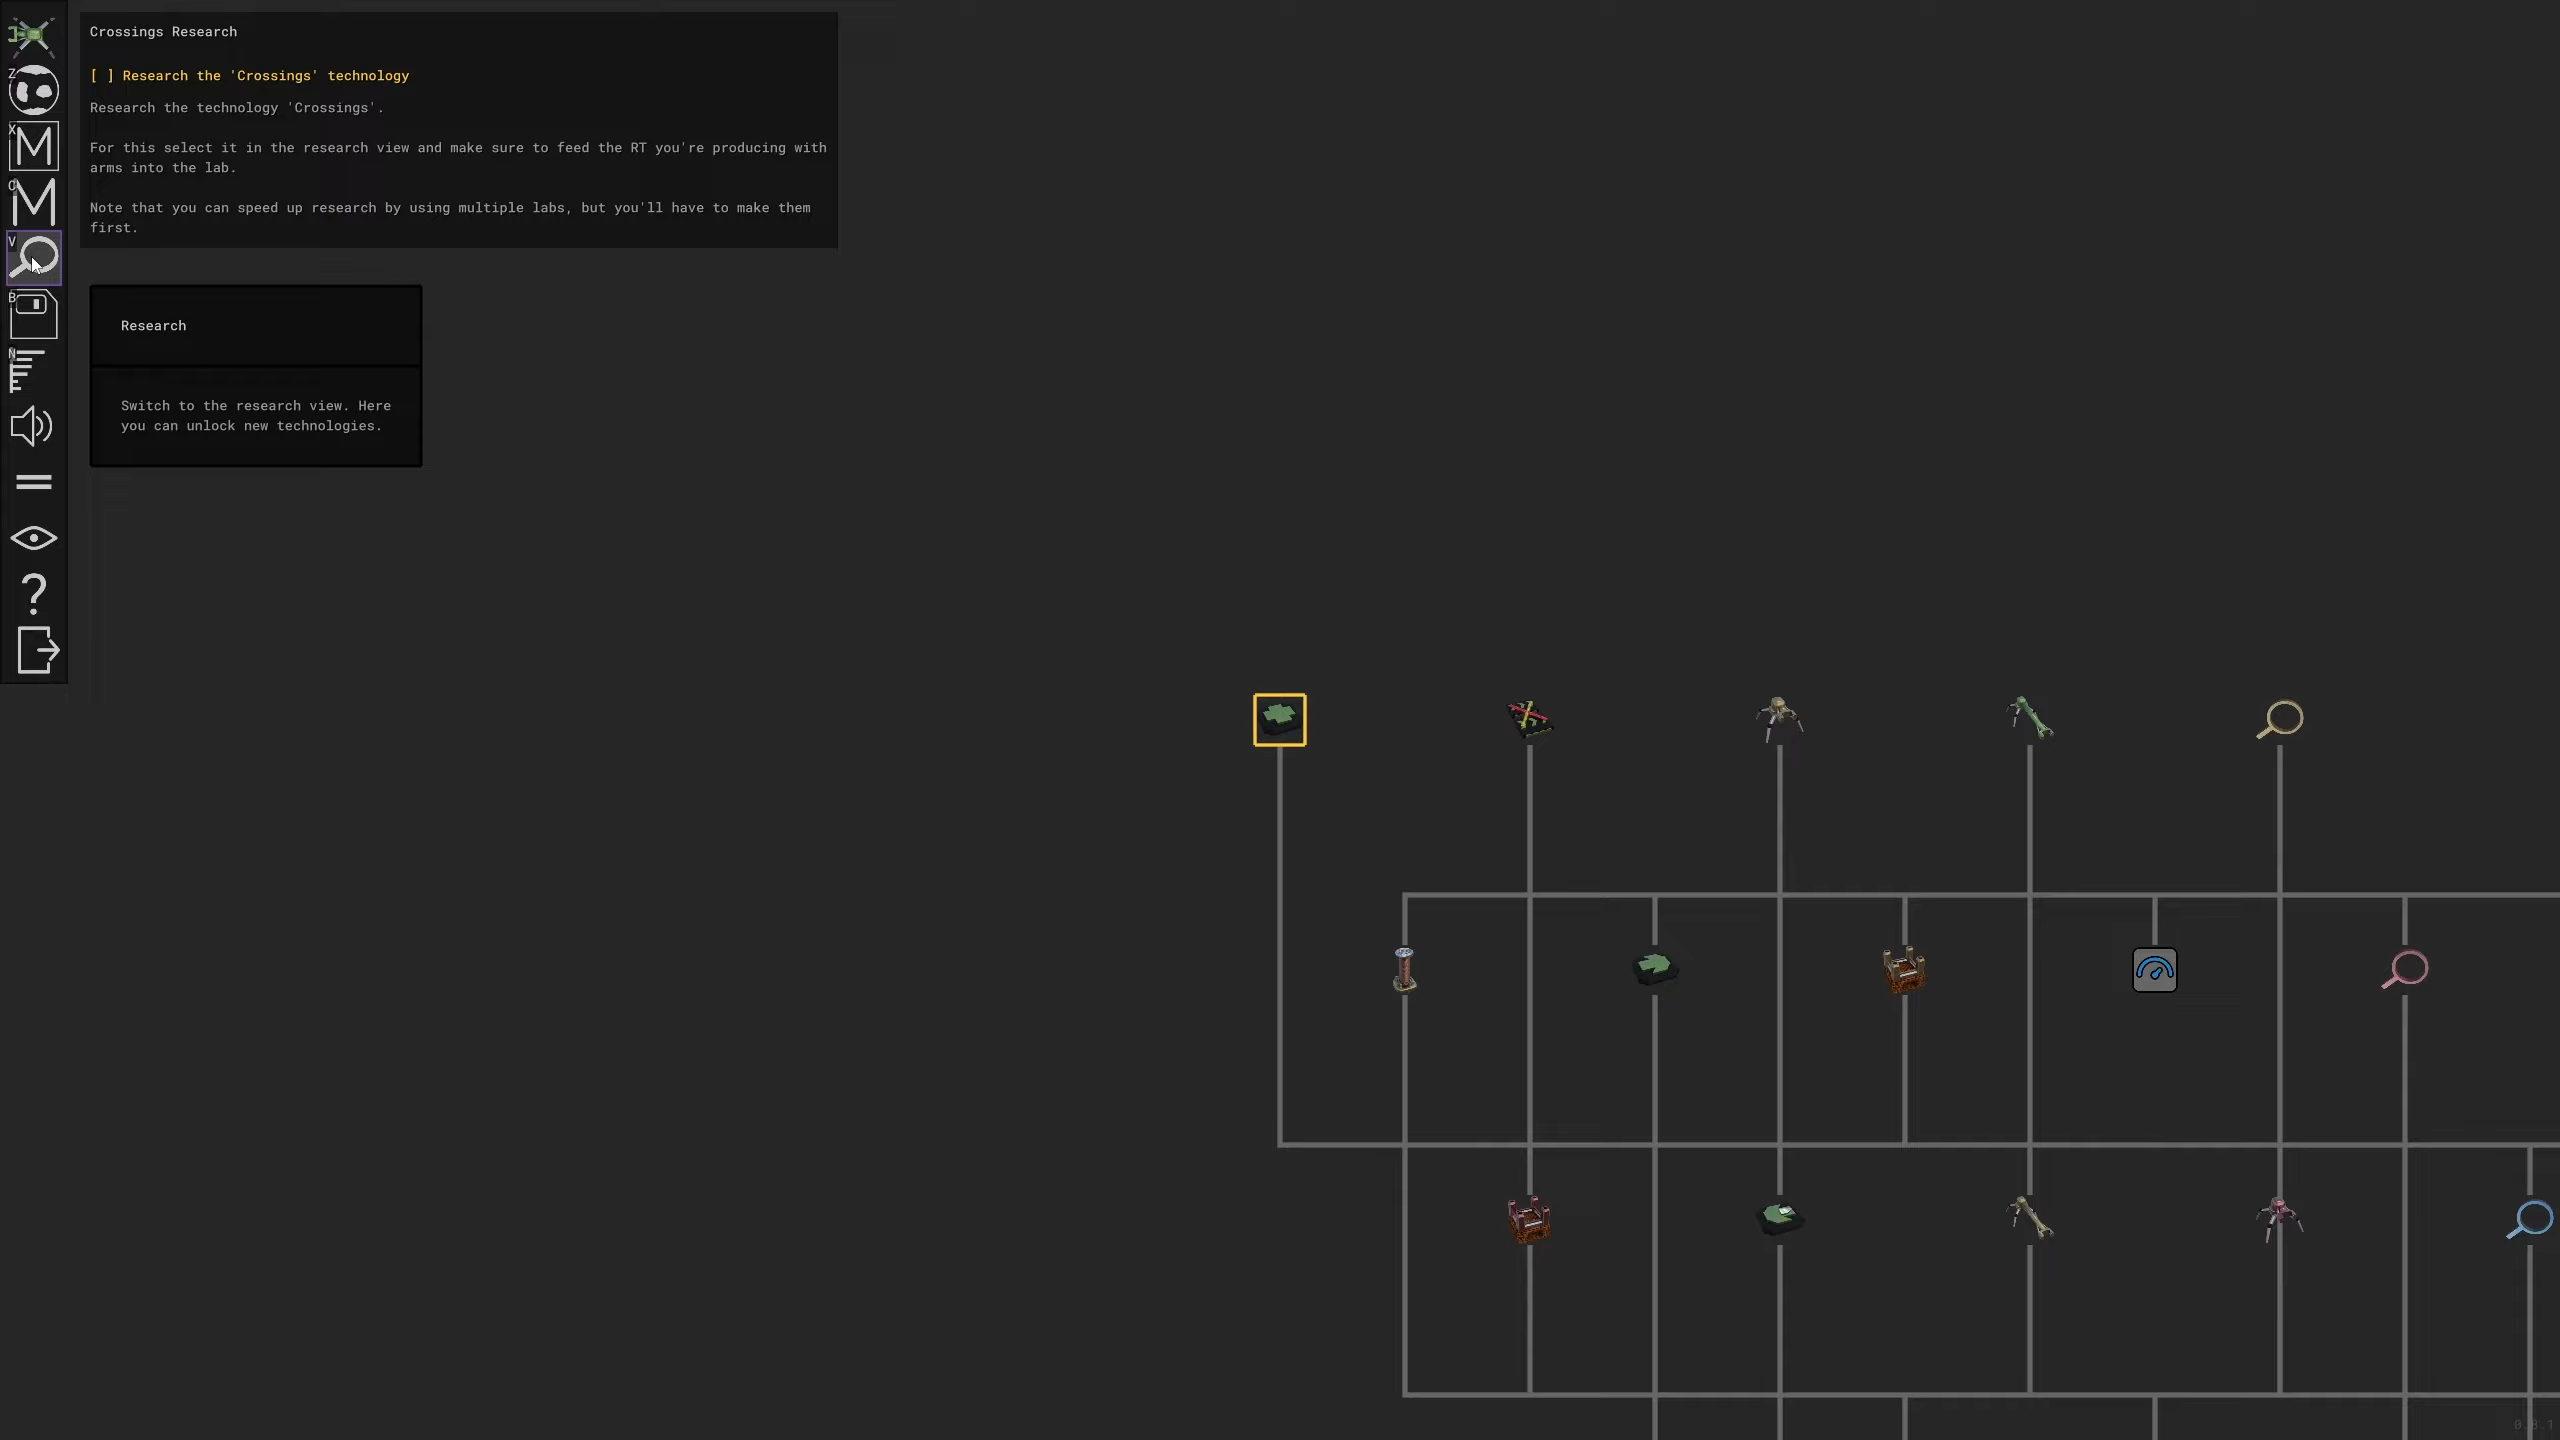 Crossings Research
[ ] Research the 'Crossings' technology
Research the technology 'Crossings'.
For this select it in the research view and make sure to feed the RT you're producing with
arms into the lab.
Note that you can speed up research by using multiple labs, but you'll have to make them
first.
Z
X
M
C
M
V
B
N
?
Research
Switch to the research view. Here
you can unlock new technologies.